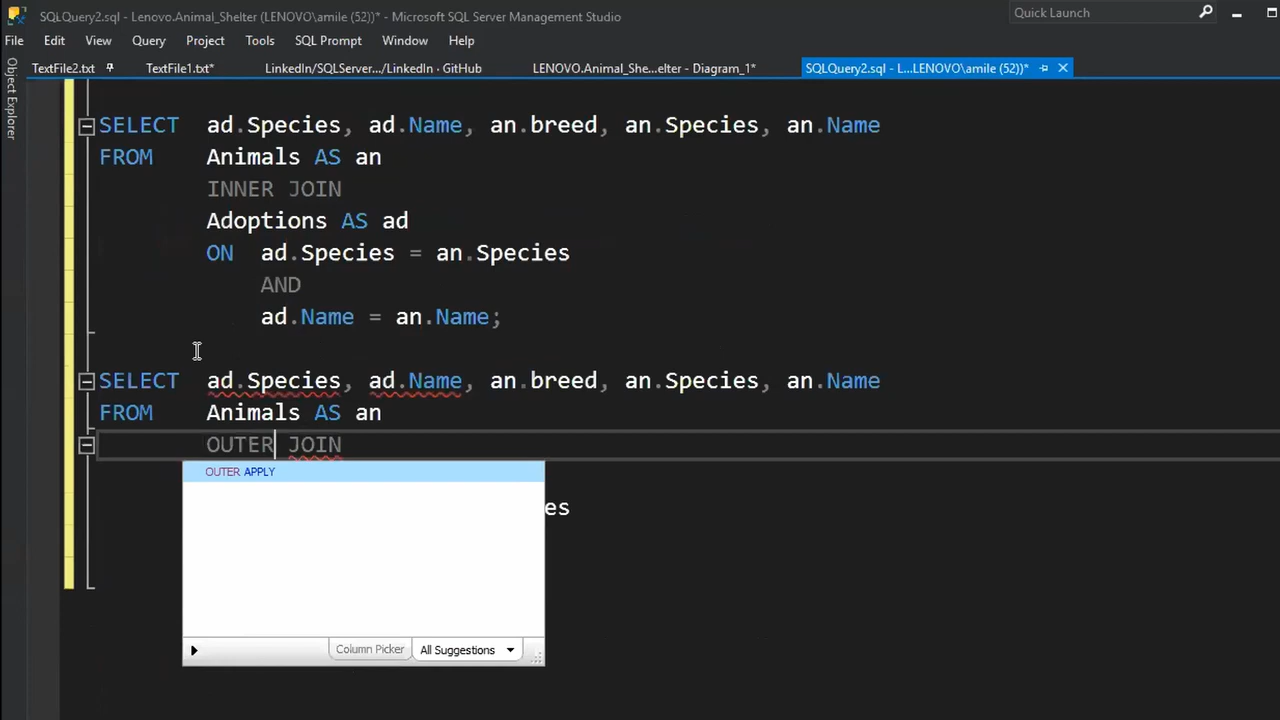 SQLQuery2.sql - Lenovo.Animal_Shelter (LENOVO\amile (52))* - Microsoft SQL Server Management Studio
Quick Launch
File Edit View Query Project Tools SQL Prompt Window Help
TextFile2.txt TextFile1.txt* LinkedIn/SQLServer.../LinkedIn · GitHub LENOVO.Animal_She...elter - Diagram_1* SQLQuery2.sql - L...LENOVO\amile (52))*
Object Explorer
SELECT ad.Species, ad.Name, an.breed, an.Species, an.Name
FROM Animals AS an
INNER JOIN
Adoptions AS ad
ON ad.Species = an.Species
AND
ad.Name = an.Name;
SELECT ad.Species, ad.Name, an.breed, an.Species, an.Name
FROM Animals AS an
OUTER JOIN
OUTER APPLY
es
Column Picker All Suggestions